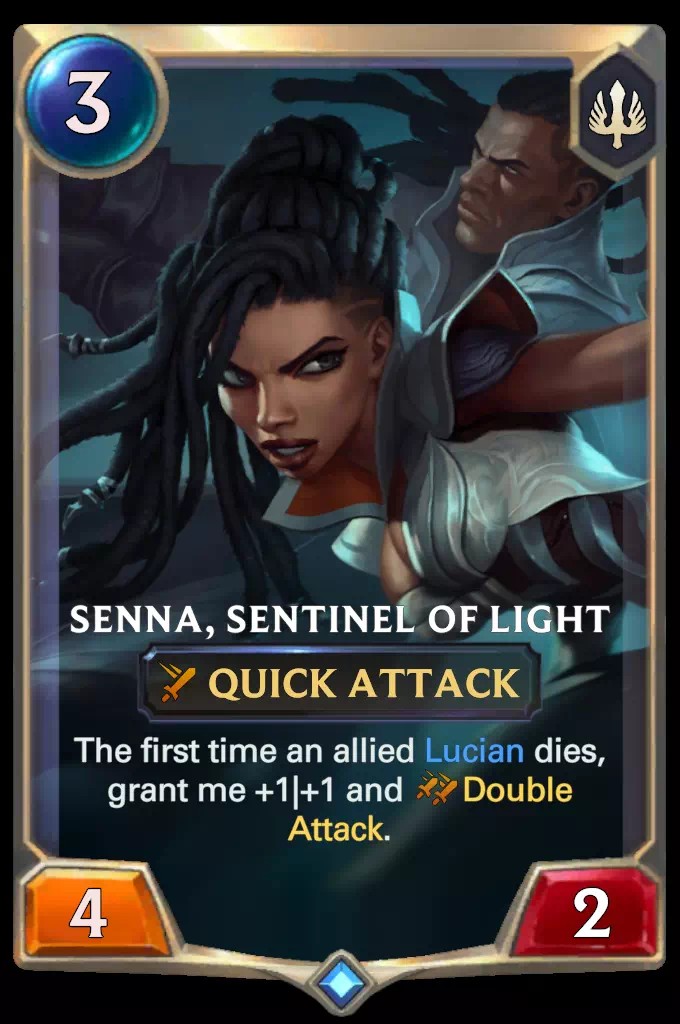 3
SENNA, SENTINEL OF LIGHT
QUICK ATTACK
The first time an allied Lucian dies,
grant me +1|+1 and Double
Attack.
4
2